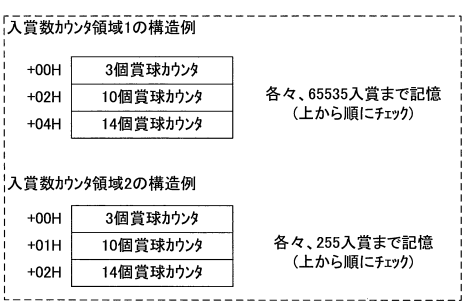 入賞数カウンタ領域1の構造例
+00H 3個賞球カウンタ
+02H 10個賞球カウンタ
+04H 14個賞球カウンタ
各々、65535入賞まで記憶
(上から順にチェック)
入賞数カウンタ領域2の構造例
+00H 3個賞球カウンタ
+01H 10個賞球カウンタ
+02H 14個賞球カウンタ
各々、255入賞まで記憶
(上から順にチェック)